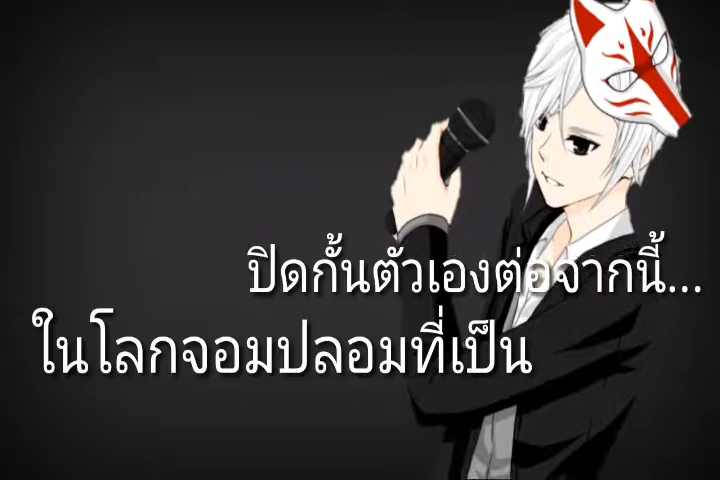 ปิดกั้นตัวเองต่อจากนี้...
ในโลกจอมปลอมที่เป็น